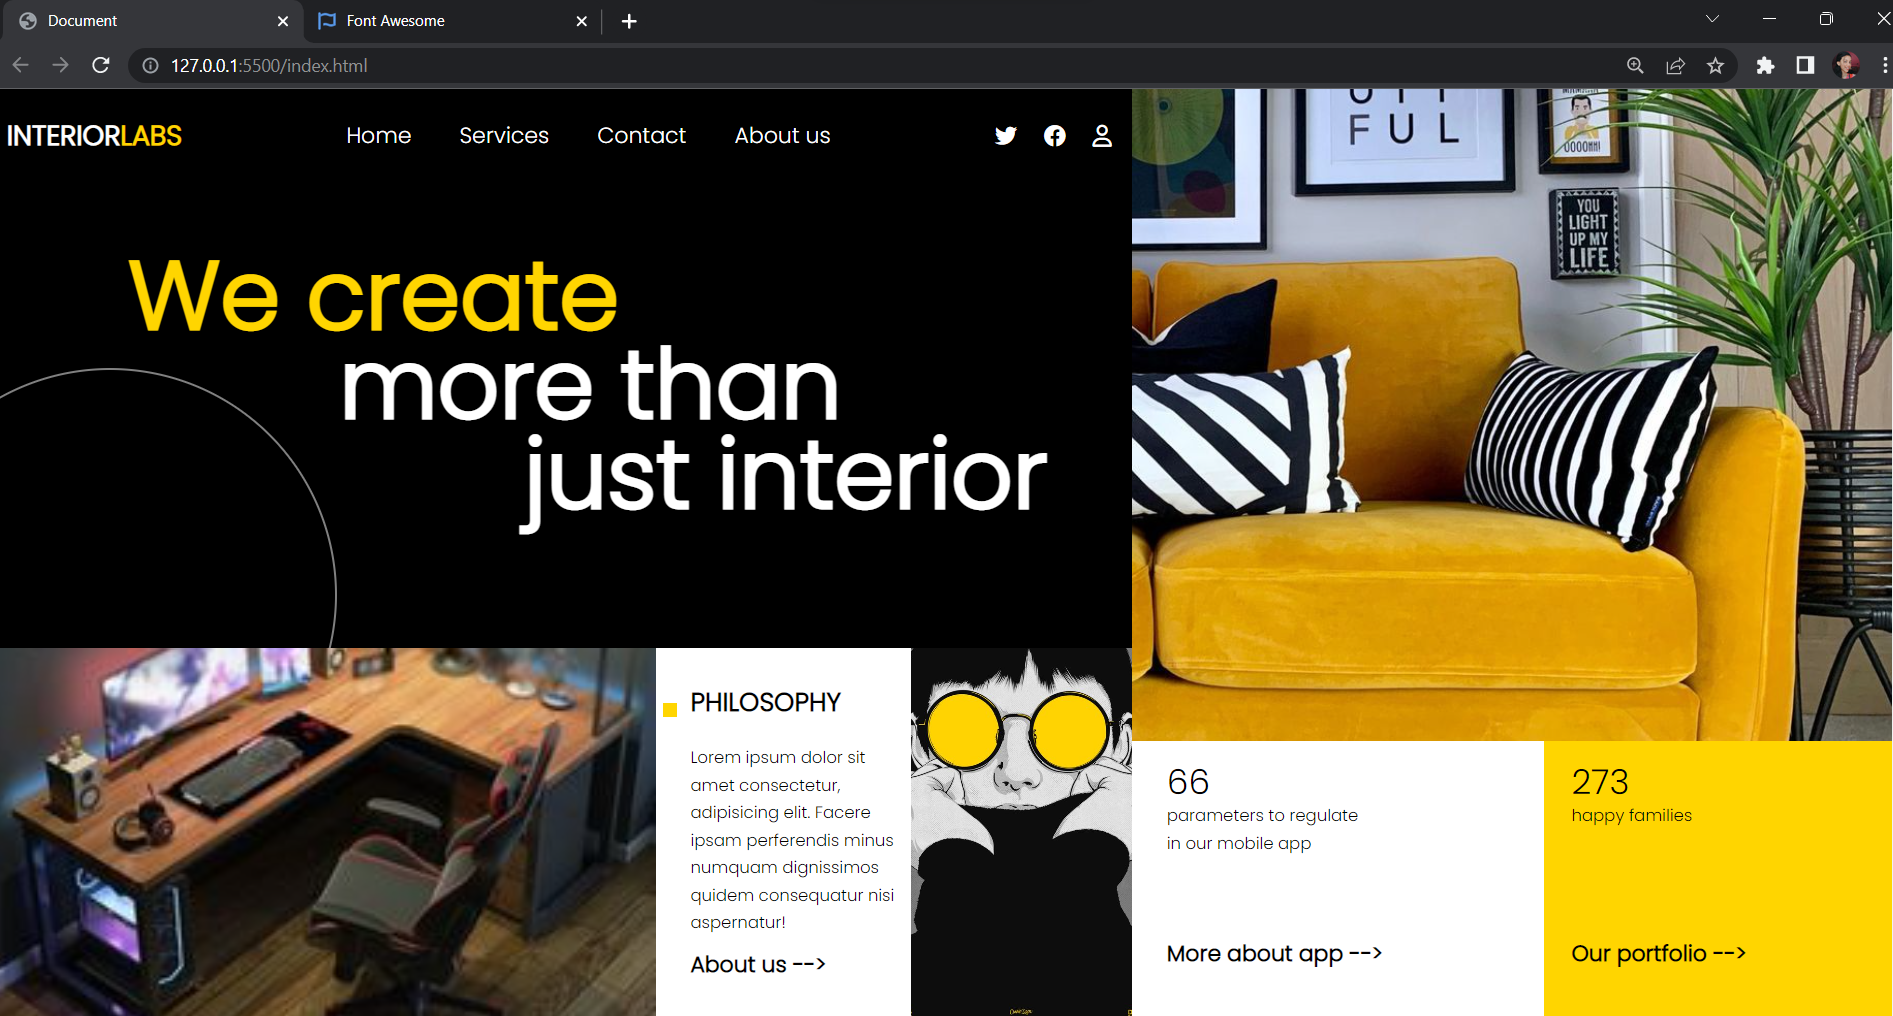 Document
Font Awesome
127.0.0.1:5500/index.html
INTERIORLABS
Home
Services
Contact
About us
We create
more than
just interior
FUL
OOOOHH!
YOU
LIGHT
UP MY
LIFE
PHILOSOPHY
Lorem ipsum dolor sit
amet consectetur,
adipisicing elit. Facere
ipsam perferendis minus
numquam dignissimos
quidem consequatur nisi
aspernatur!
About us -->
66
parameters to regulate
in our mobile app
More about app -->
273
happy families
Our portfolio -->